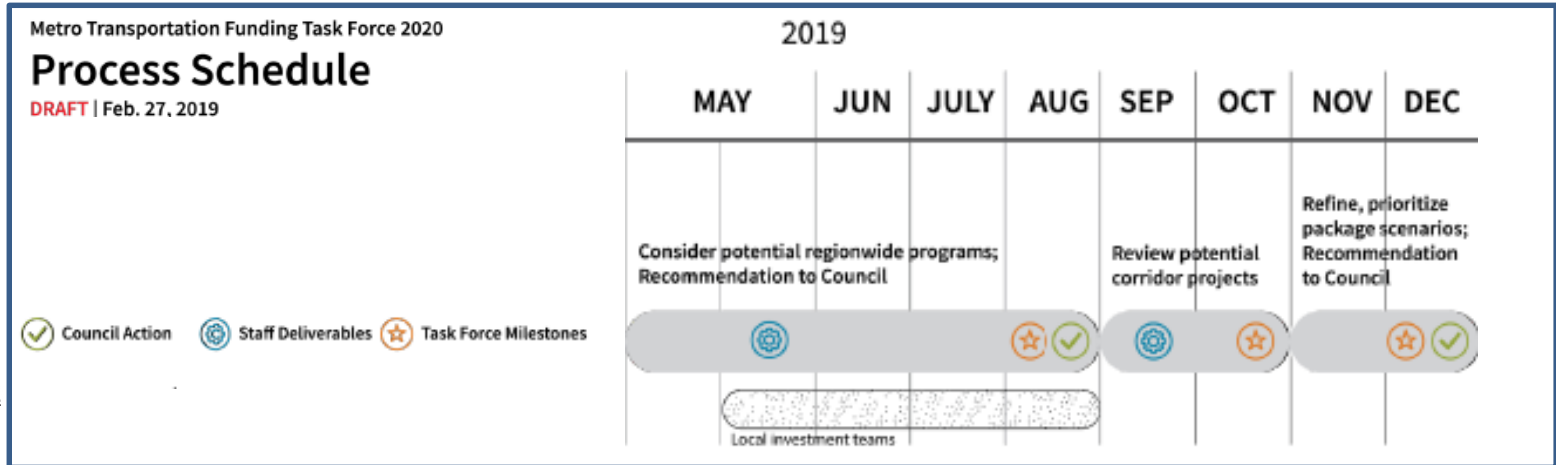 Metro Transportation Funding Task Force 2020
Process Schedule
DRAFT | Feb. 27, 2019
2019
MAY JUN JULY AUG SEP OCT NOV DEC
Consider potential regionwide programs;
Recommendation to Council
Review potential
corridor projects
Refine, prioritize
package scenarios;
Recommendation
to Council
Council Action
Staff Deliverables
Task Force Milestones
Local investment teams